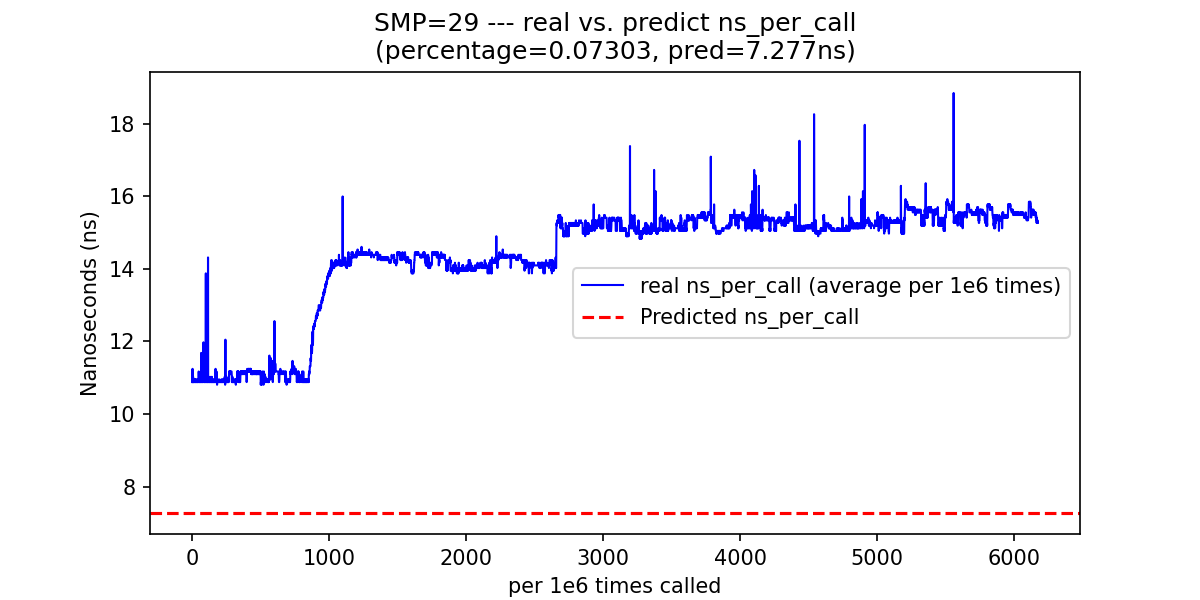 SMP=29 --- real vs. predict ns_per_call
(percentage=0.07303, pred=7.277ns)
18
16
14
12
10
8
Nanoseconds (ns)
real ns_per_call (average per 1e6 times)
Predicted ns_per_call
0 1000 2000 3000 4000 5000 6000
per 1e6 times called